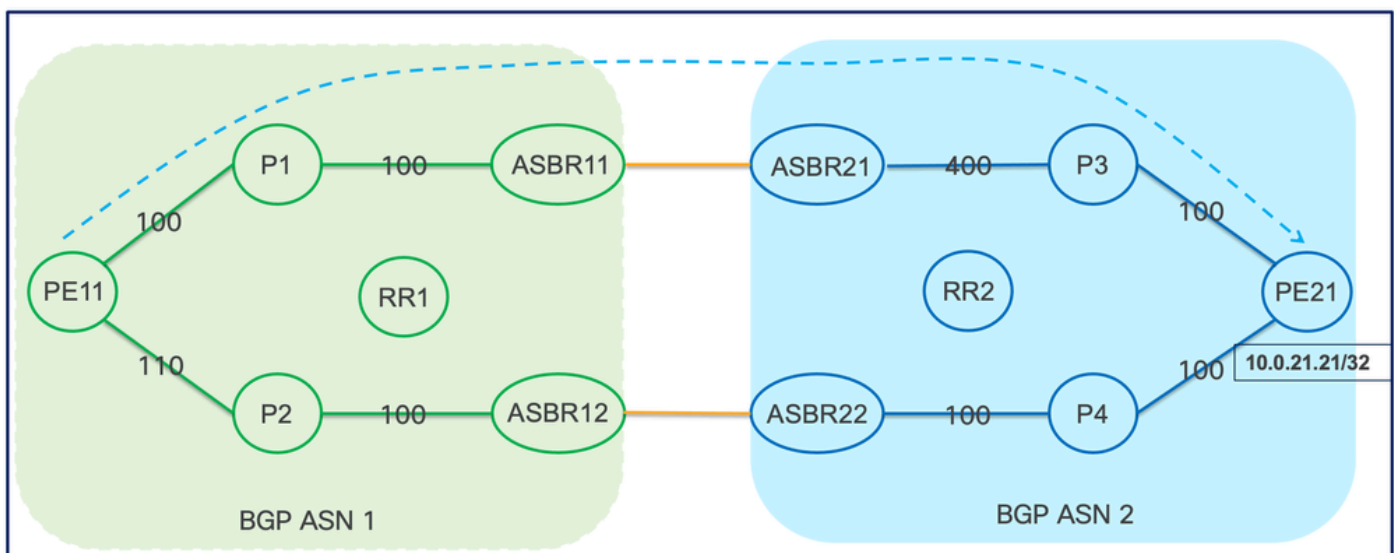 P1
100
ASBR11
ASBR21
400
P3
100
100
PE11
RR1
RR2
PE21
110
100
10.0.21.21/32
P2
100
ASBR12
ASBR22
100
P4
BGP ASN 1
BGP ASN 2